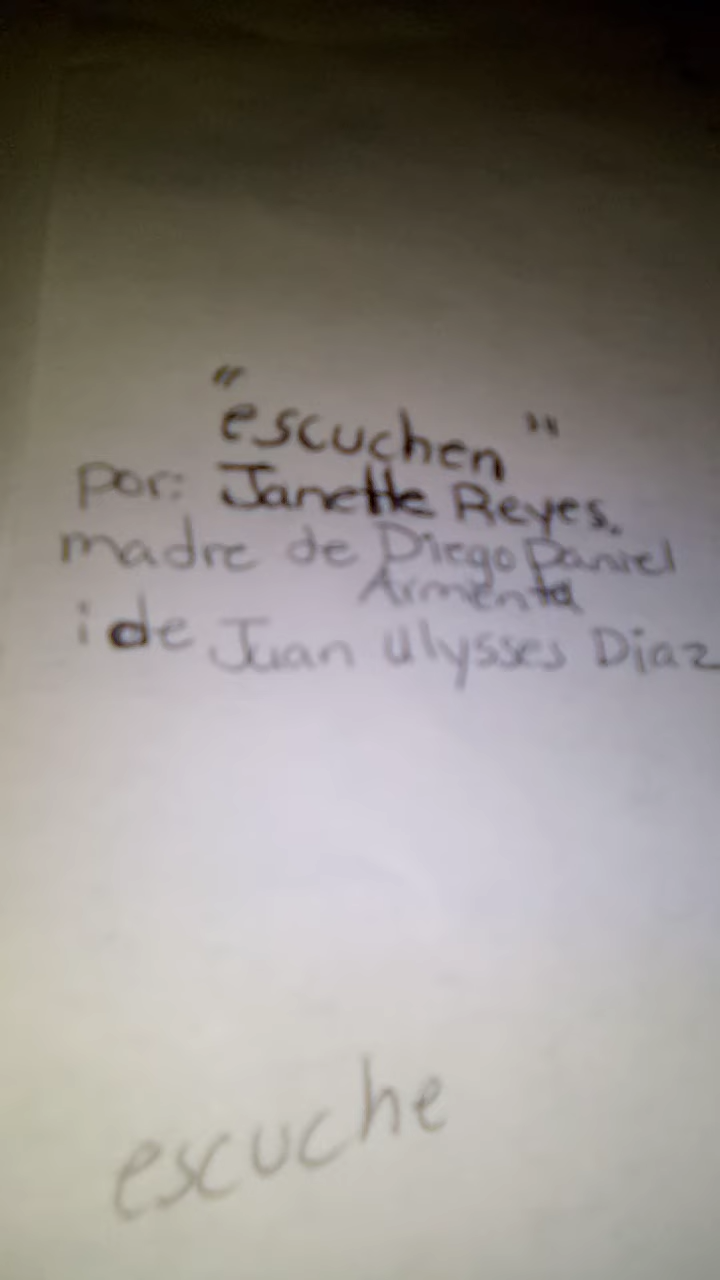 "escuchen"
por: Janette Reyes.
madre de Diego Daniel
Armenta
i de Juan Ulysses Diaz
escuche